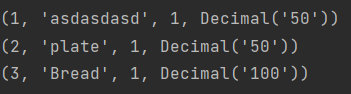 (1, 'asdasdasd', 1, Decimal('50'))
(2, 'plate', 1, Decimal('50'))
(3, 'Bread', 1, Decimal('100'))